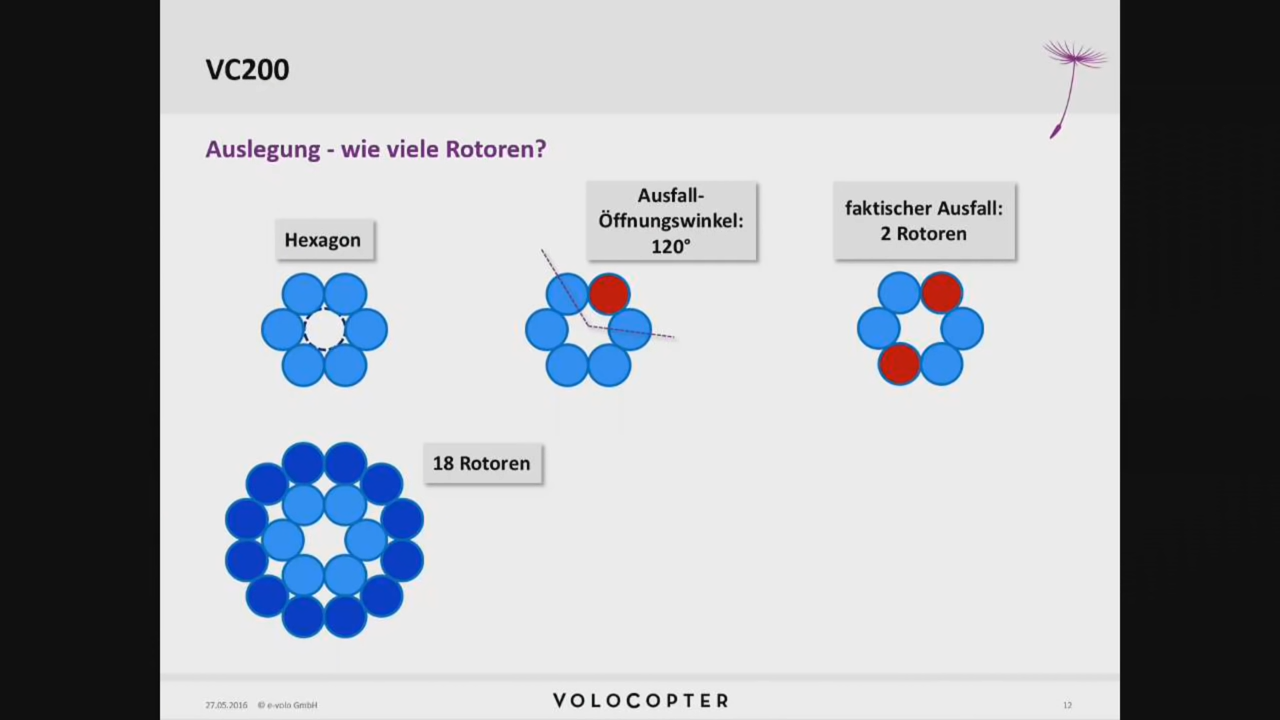 VC200
Auslegung - wie viele Rotoren?
Hexagon
Ausfall-
Öffnungswinkel:
120°
faktischer Ausfall:
2 Rotoren
18 Rotoren
27.05.2016 © e-volo GmbH
VOLOCOPTER
12